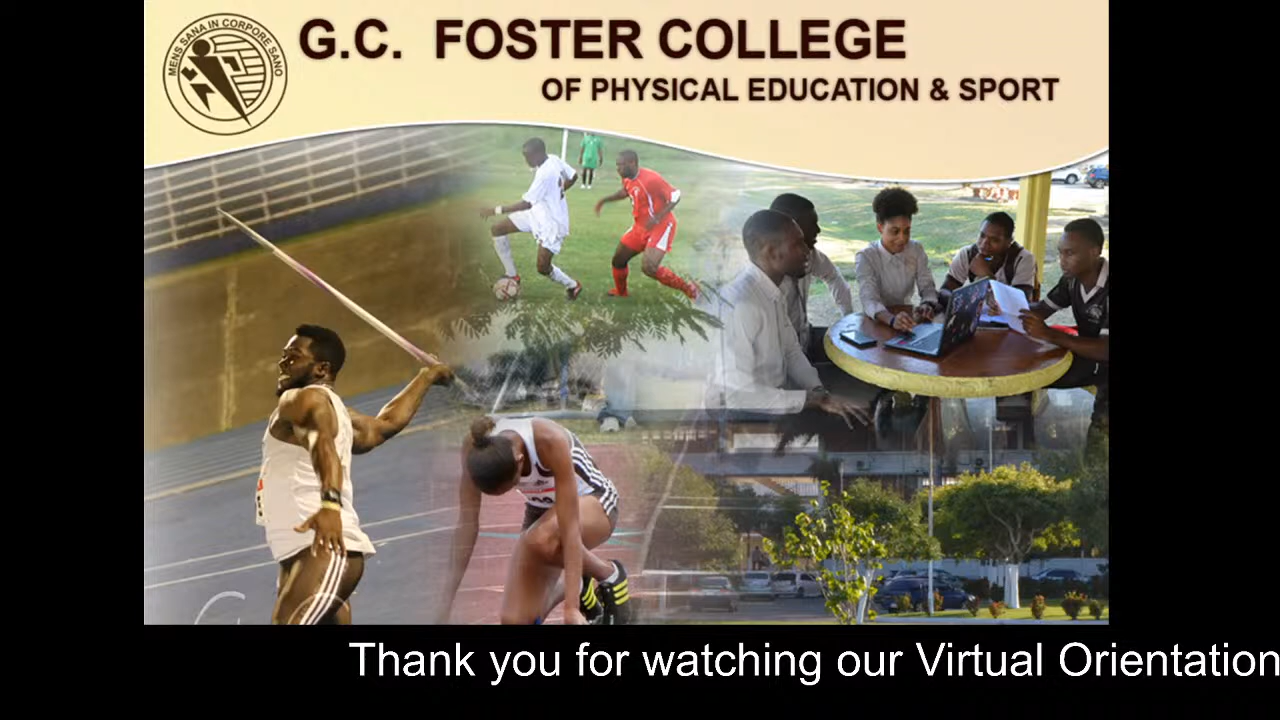 MENS SANA IN CORPORE SANO
G.C. FOSTER COLLEGE
OF PHYSICAL EDUCATION & SPORT
Thank you for watching our Virtual Orientation